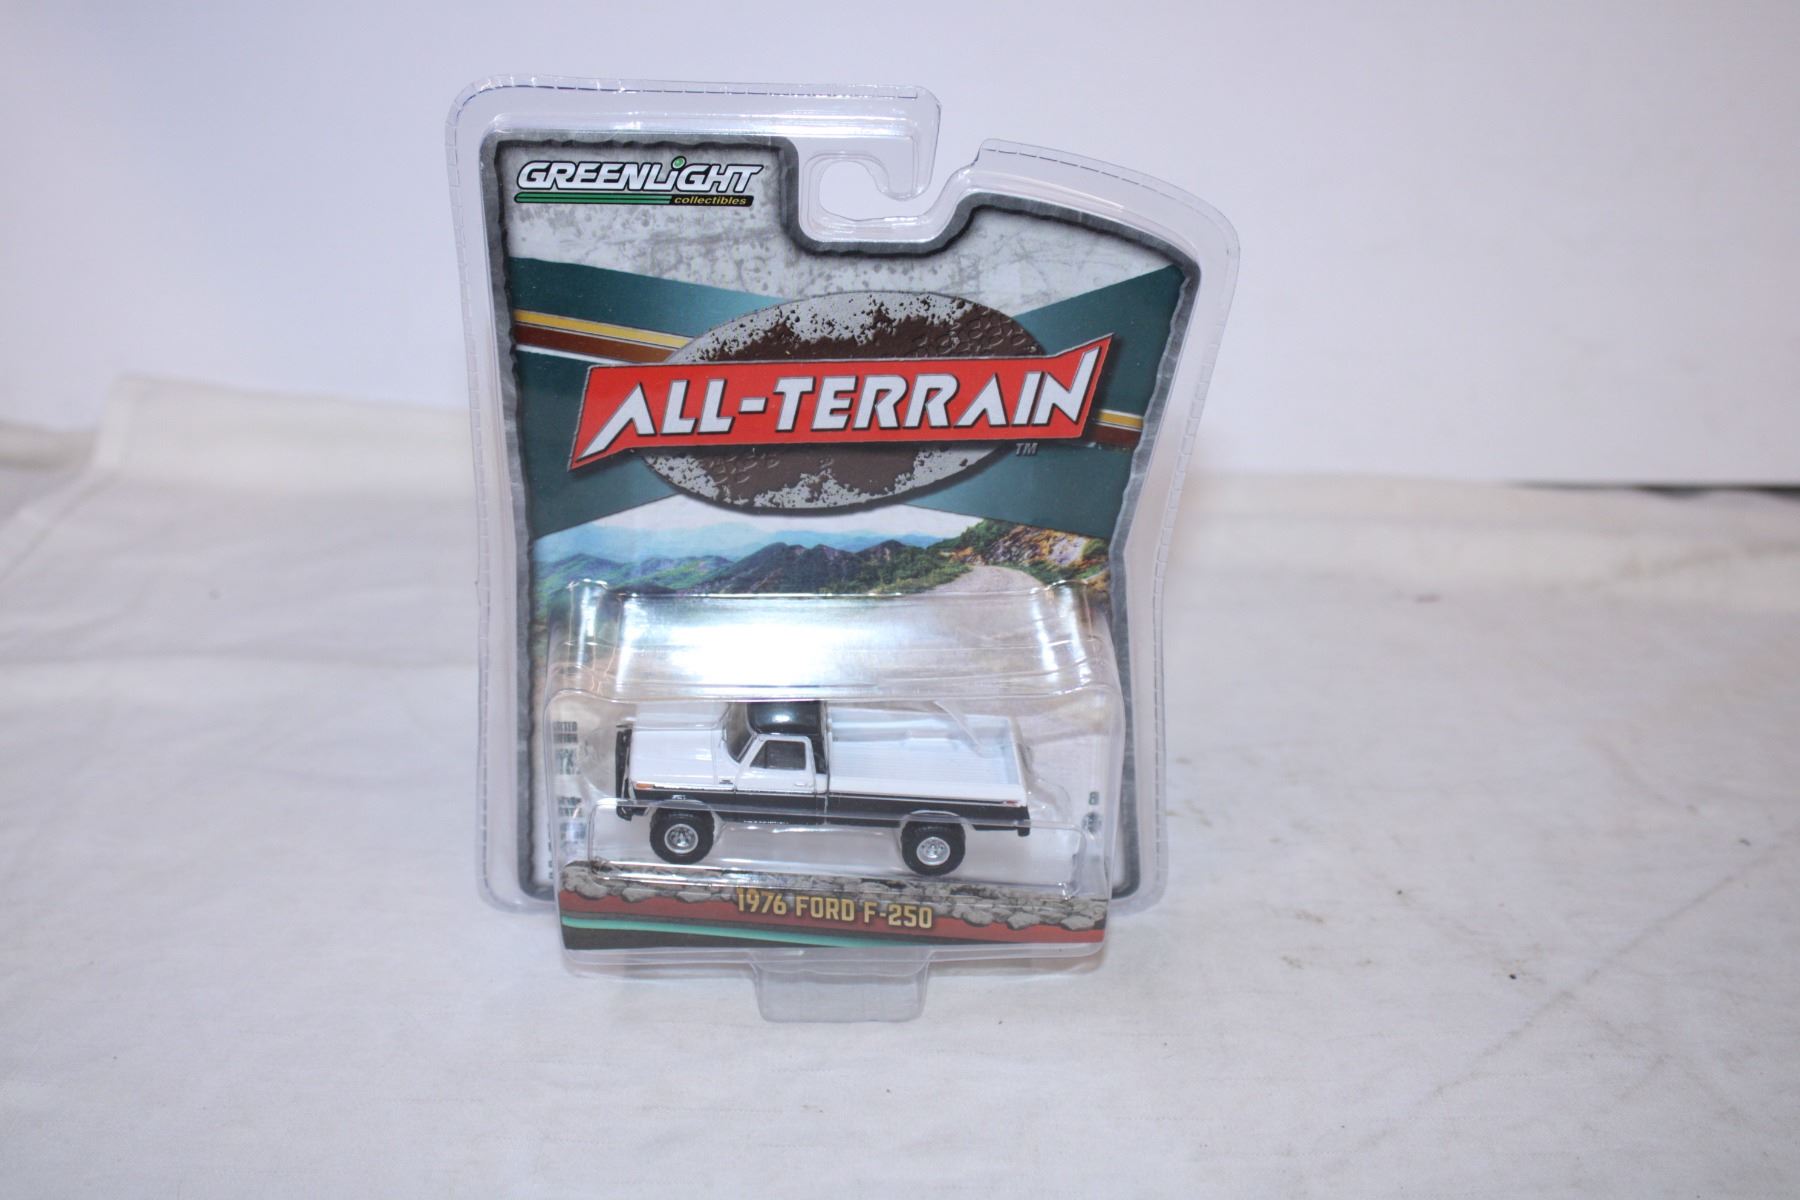 GREENLiGHT
collectibles
ALL-TERRAIN
TM
1976 FORD F-250